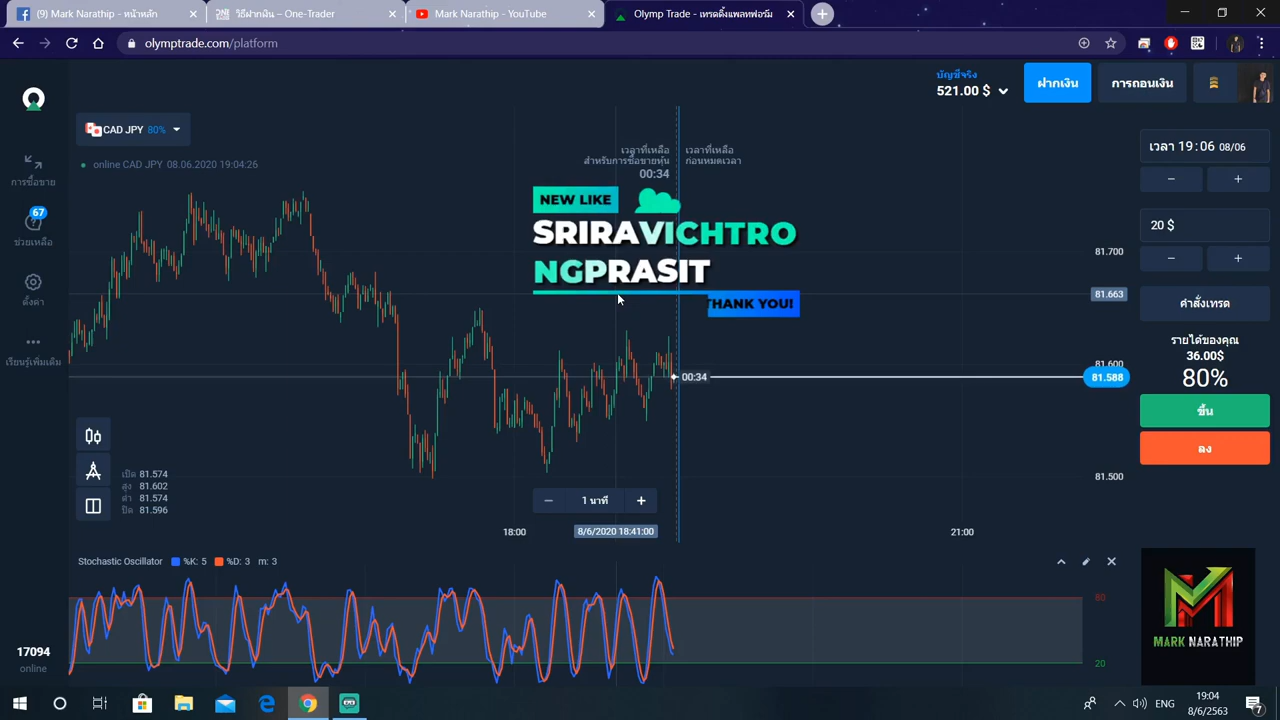 (9) Mark Narathip - หน้าหลัก
วิธีฝากเงิน – One-Trader
Mark Narathip - YouTube
Olymp Trade - เทรดดิ้งแพลทฟอร์ม
olymptrade.com/platform
บัญชีจริง
521.00 $
ฝากเงิน
การถอนเงิน
CAD JPY 80%
online CAD JPY 08.06.2020 19:04:26
การซื้อขาย
67
ช่วยเหลือ
ตั้งค่า
เรียนรู้เพิ่มเติม
เวลาที่เหลือ
สำหรับการซื้อขายหุ้น
00:34
เวลาที่เหลือ
ก่อนหมดเวลา
NEW LIKE
SRIRAVICHTRO
NGPRASIT
THANK YOU!
00:34
81.700
81.663
81.600
81.588
81.500
เวลา 19:06 08/06
20 $
คำสั่งเทรด
รายได้ของคุณ
36.00$
80%
ขึ้น
ลง
เปิด 81.574
สูง 81.602
ต่ำ 81.574
ปิด 81.596
1 นาที
18:00
8/6/2020 18:41:00
21:00
Stochastic Oscillator %K: 5 %D: 3 m: 3
80
20
MARK NARATHIP
17094
online
ENG
19:04
8/6/2563
7